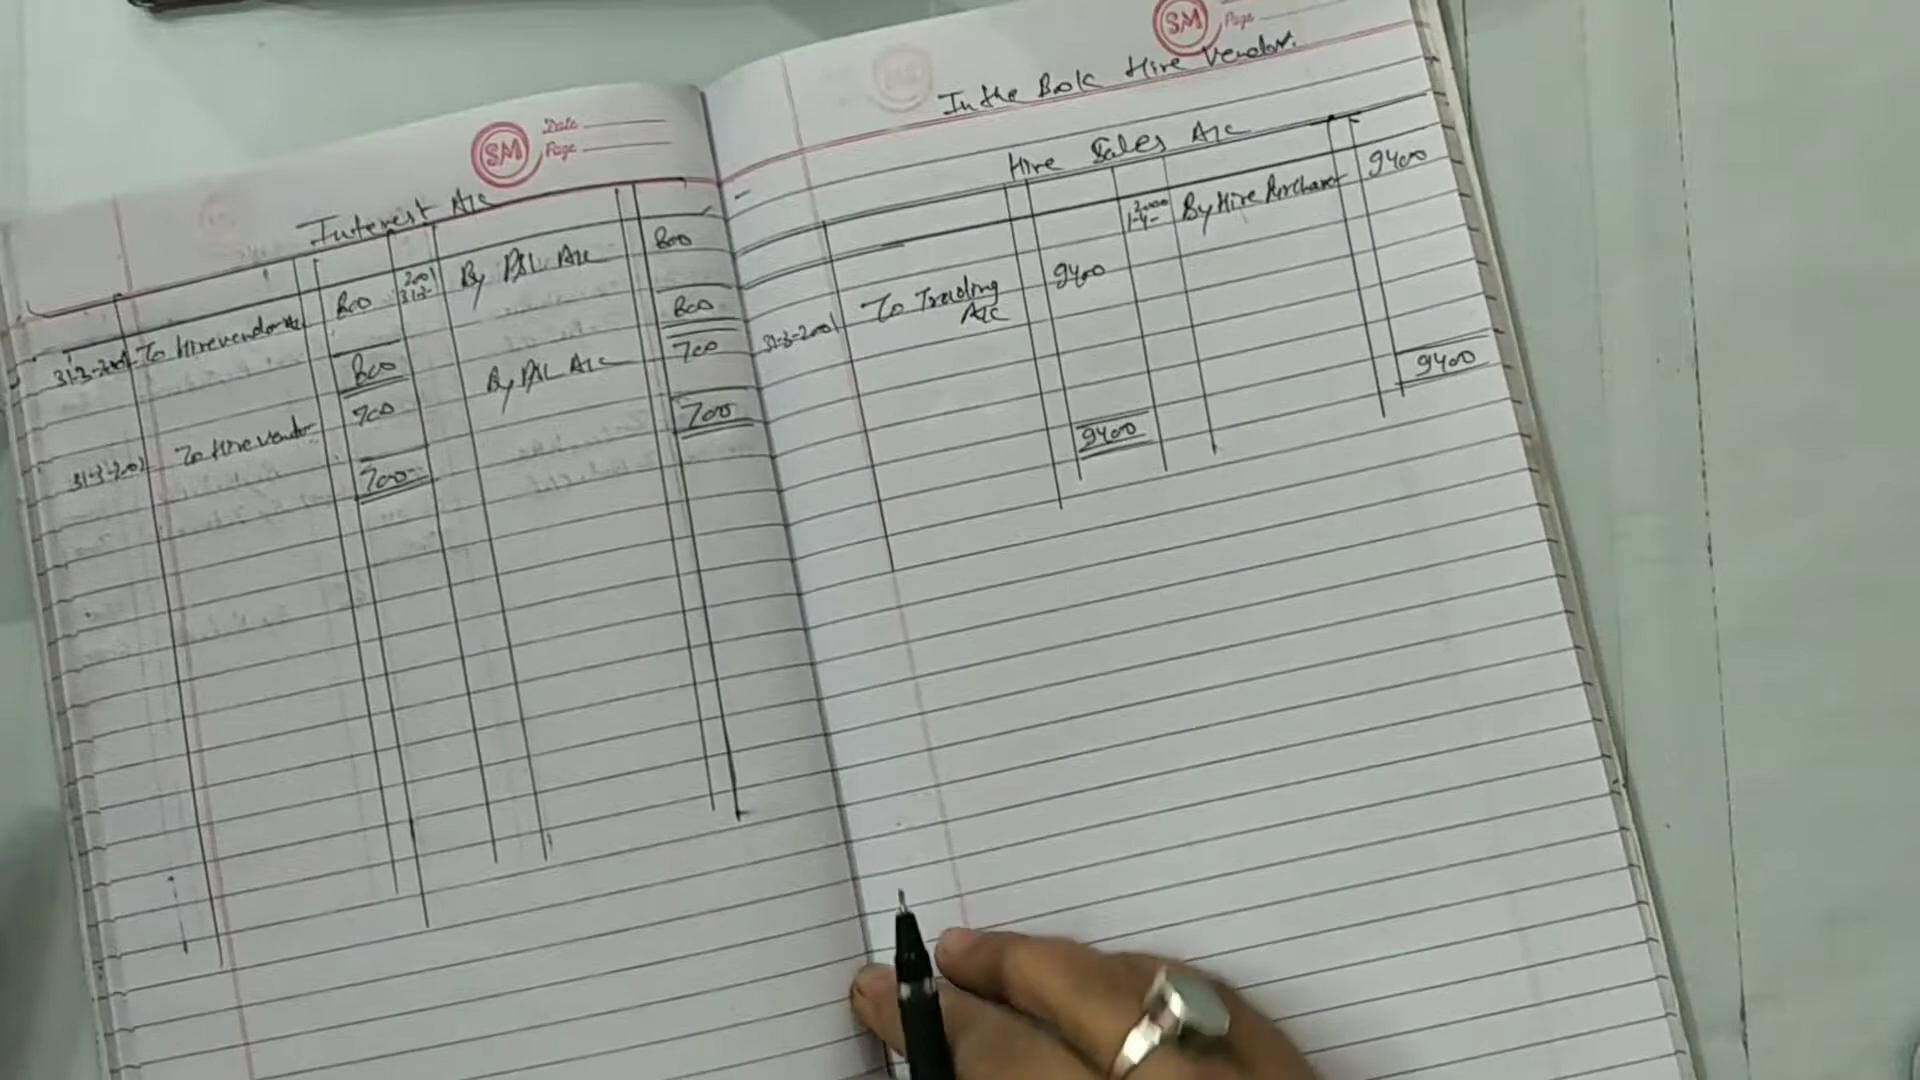 SM
Date
Page
Interest A/c
31-3-2001 To Hire vendor A/c 800 2001 31-3- By P&L A/c 800
800 800
31-3-2002 To Hire vendor 700 By P&L A/c 700
700 700
SM
Page
In the Book Hire Vendor.
Hire Sales A/c
2000 1-4- By Hire Purchaser 9400
31-3-2001 To Trading A/c 9400
9400 9400